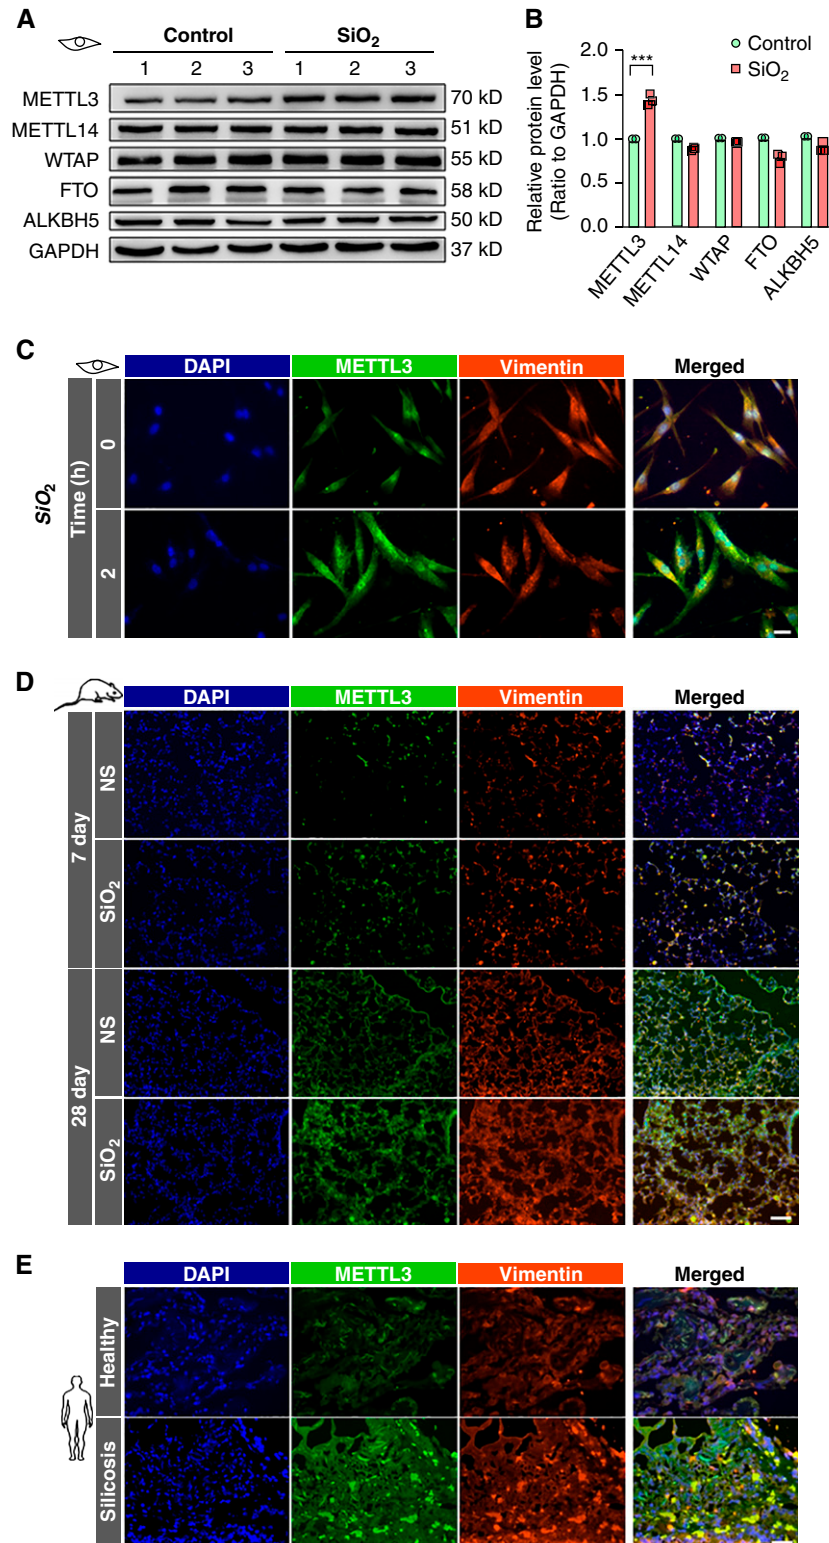 A
Control
SiO2
1 2 3 1 2 3
METTL3 70 kD
METTL14 51 kD
WTAP 55 kD
FTO 58 kD
ALKBH5 50 kD
GAPDH 37 kD
B
Relative protein level
(Ratio to GAPDH)
2.0
1.5
1.0
0.5
0.0
***
Control
SiO2
METTL3
METTL14
WTAP
FTO
ALKBH5
C
DAPI METTL3 Vimentin Merged
SiO2
Time (h)
0
2
D
DAPI METTL3 Vimentin Merged
7 day
NS
SiO2
28 day
NS
SiO2
E
DAPI METTL3 Vimentin Merged
Healthy
Silicosis